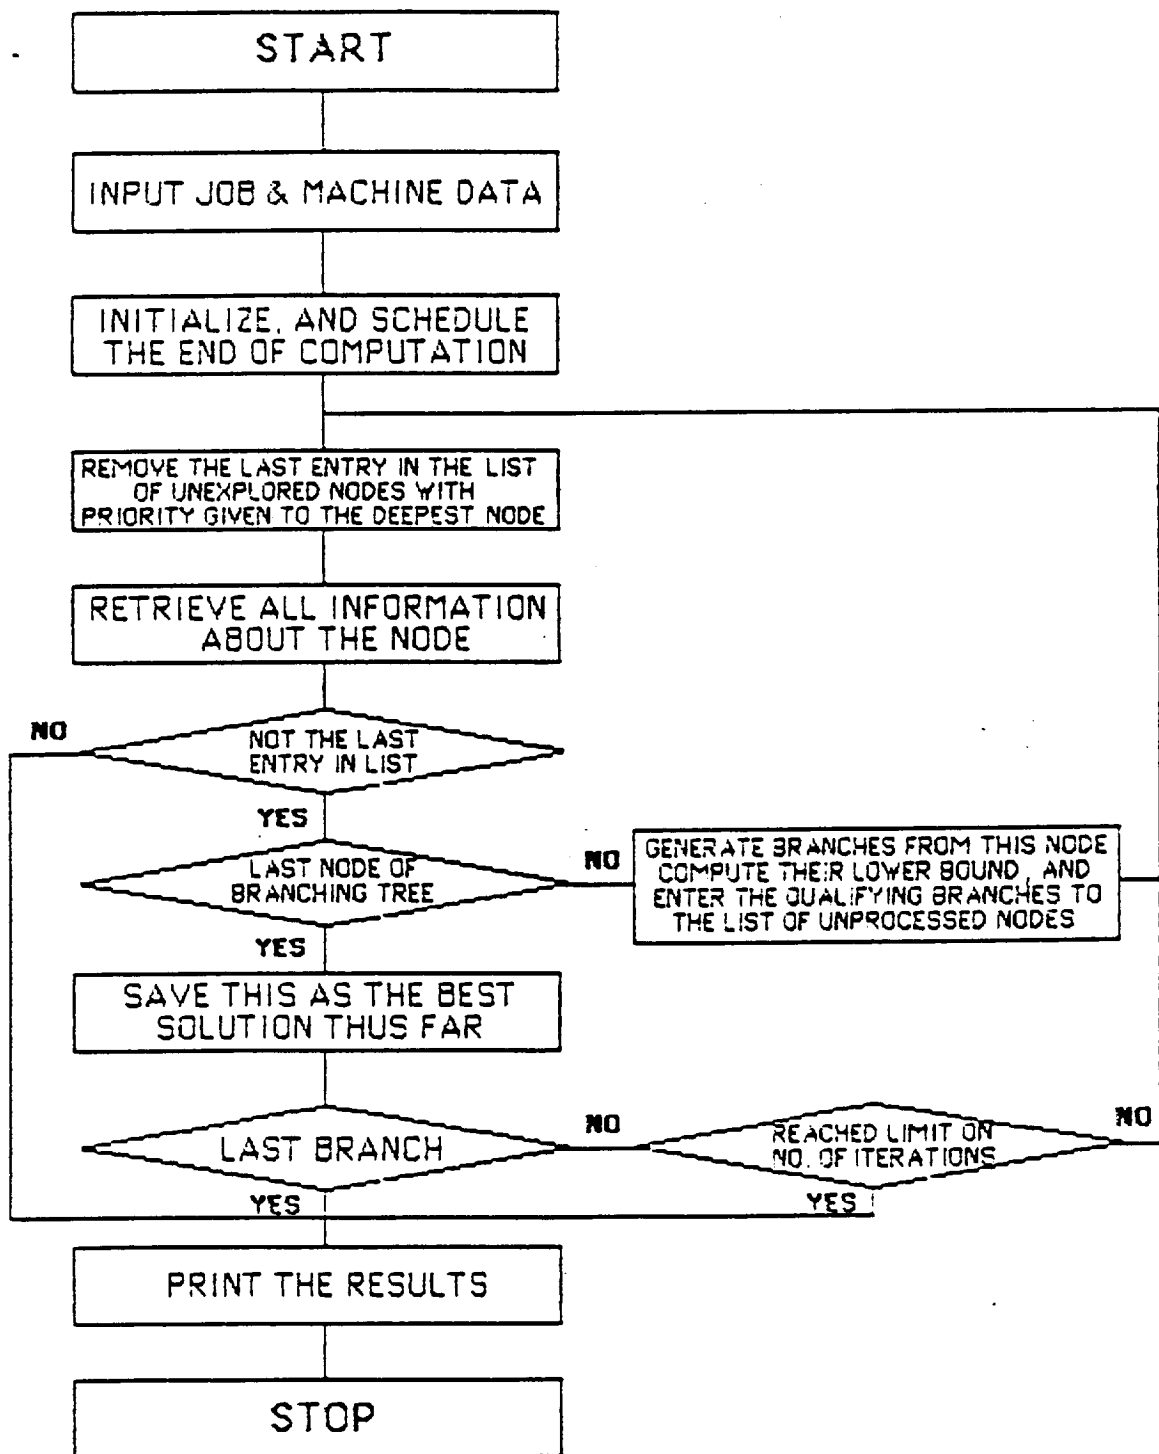 START
INPUT JOB & MACHINE DATA
INITIALIZE, AND SCHEDULE
THE END OF COMPUTATION
REMOVE THE LAST ENTRY IN THE LIST
OF UNEXPLORED NODES WITH
PRIORITY GIVEN TO THE DEEPEST NODE
RETRIEVE ALL INFORMATION
ABOUT THE NODE
NO
NOT THE LAST
ENTRY IN LIST
YES
LAST NODE OF
BRANCHING TREE
NO
GENERATE BRANCHES FROM THIS NODE
COMPUTE THEIR LOWER BOUND, AND
ENTER THE QUALIFYING BRANCHES TO
THE LIST OF UNPROCESSED NODES
YES
SAVE THIS AS THE BEST
SOLUTION THUS FAR
LAST BRANCH
NO
REACHED LIMIT ON
NO. OF ITERATIONS
NO
YES
YES
PRINT THE RESULTS
STOP